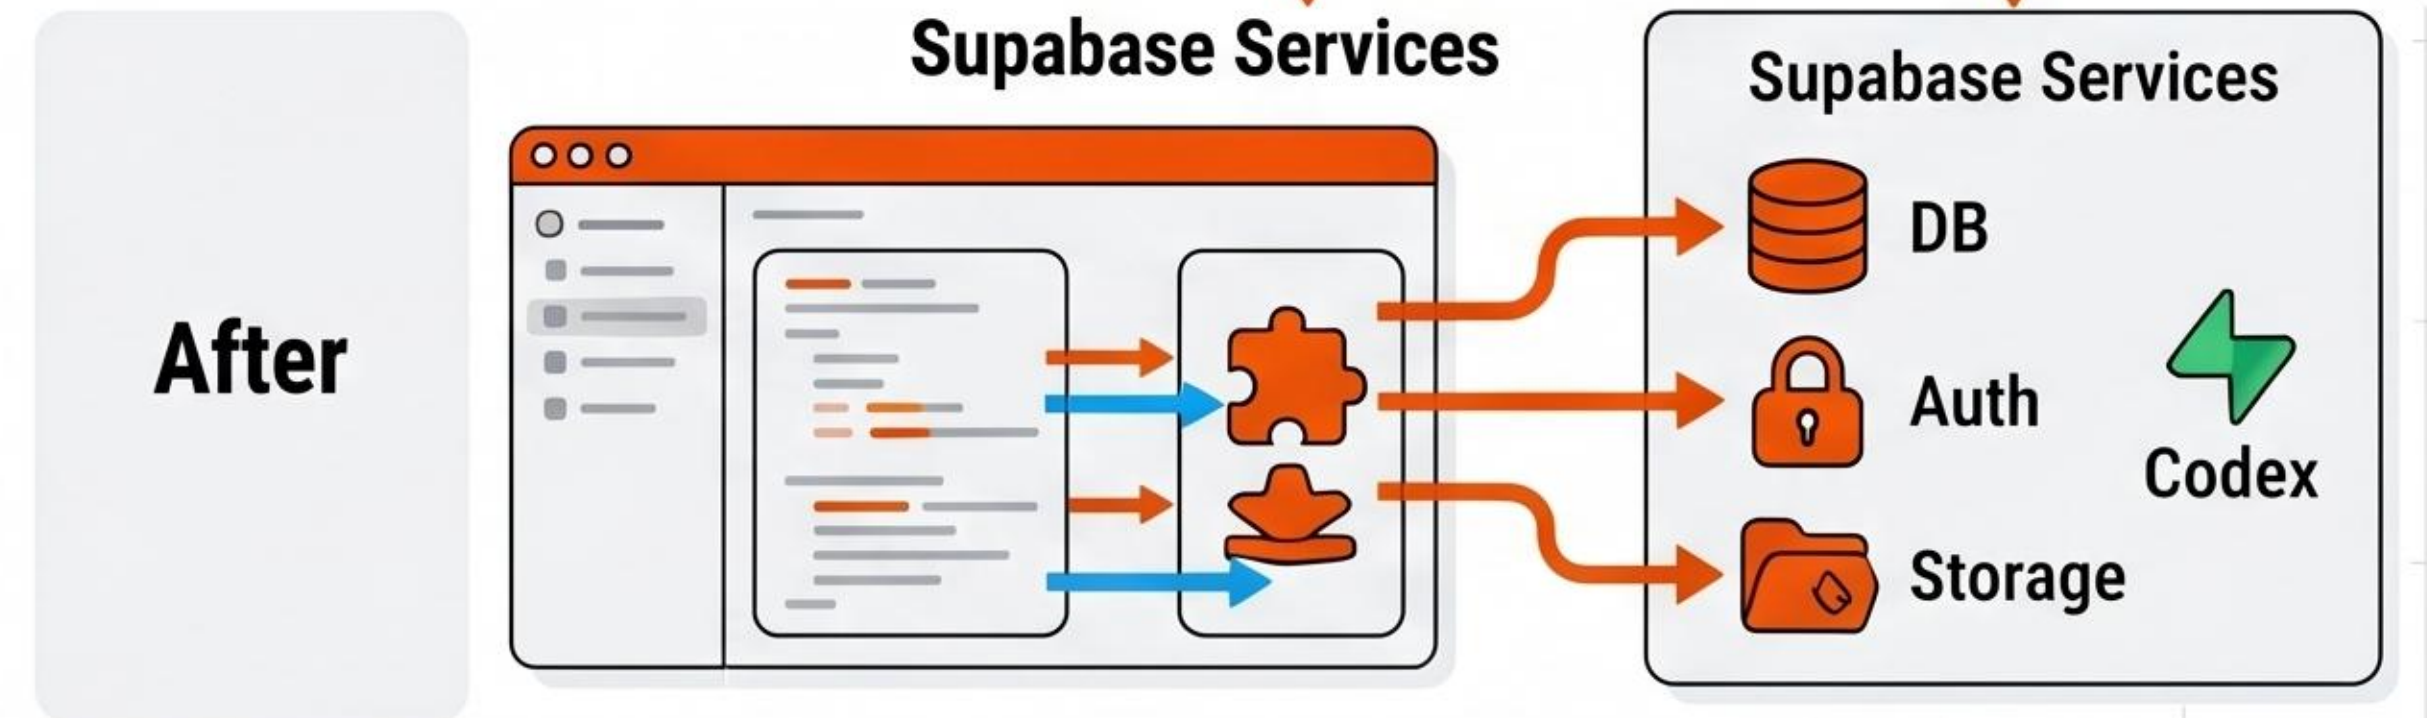 After
Supabase Services
Supabase Services
DB
Auth
Codex
Storage